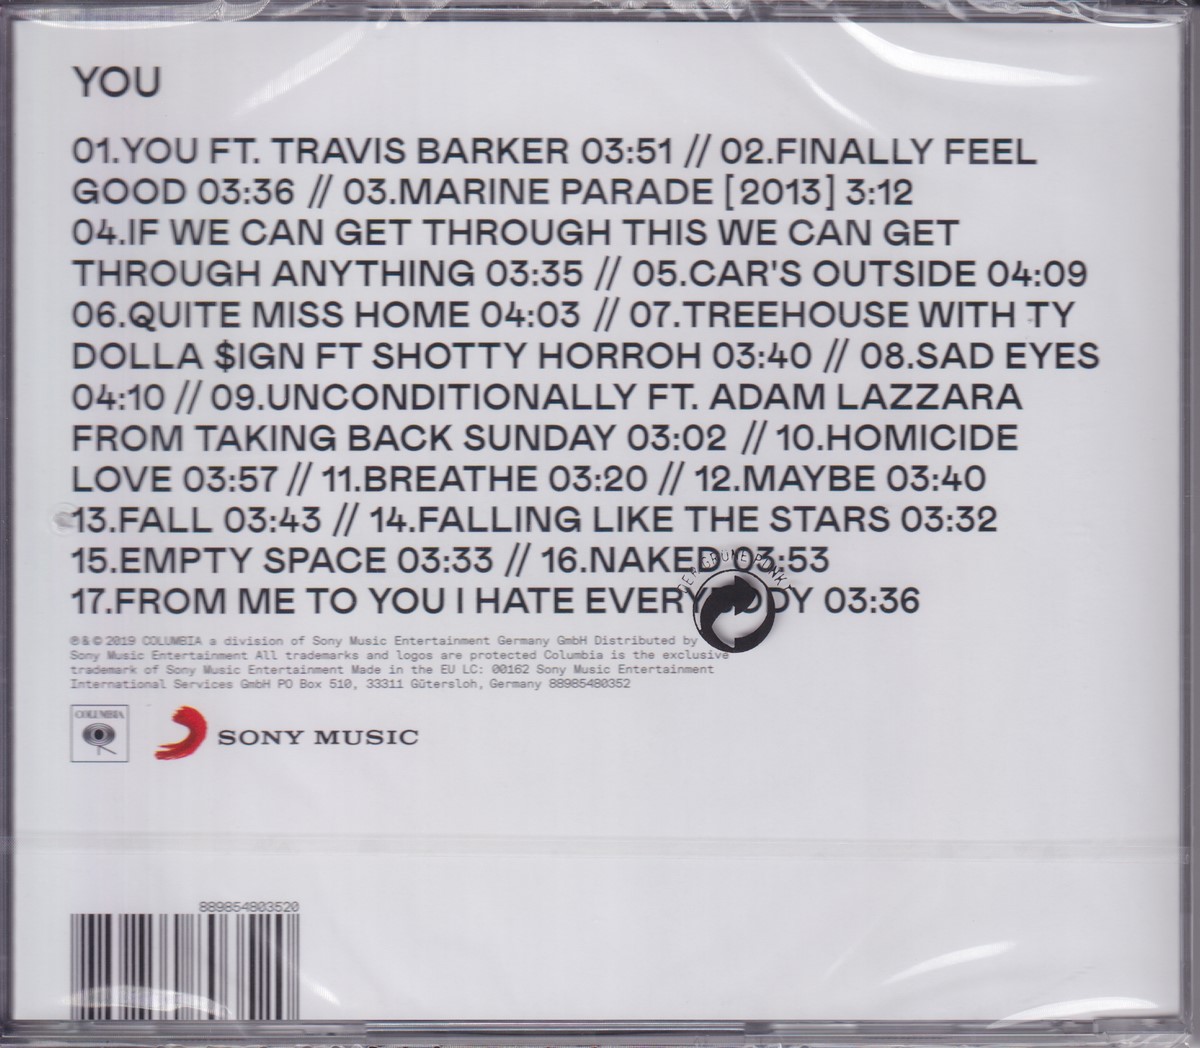 YOU
01.YOU FT. TRAVIS BARKER 03:51 // 02.FINALLY FEEL
GOOD 03:36 // 03.MARINE PARADE [2013] 3:12
04.IF WE CAN GET THROUGH THIS WE CAN GET
THROUGH ANYTHING 03:35 // 05.CAR'S OUTSIDE 04:09
06.QUITE MISS HOME 04:03 // 07.TREEHOUSE WITH TY
DOLLA $IGN FT SHOTTY HORROH 03:40 // 08.SAD EYES
04:10 // 09.UNCONDITIONALLY FT. ADAM LAZZARA
FROM TAKING BACK SUNDAY 03:02 // 10.HOMICIDE
LOVE 03:57 // 11.BREATHE 03:20 // 12.MAYBE 03:40
13.FALL 03:43 // 14.FALLING LIKE THE STARS 03:32
15.EMPTY SPACE 03:33 // 16.NAKED 03:53
DER GRÜNE PUNKT
17.FROM ME TO YOU I HATE EVERYBODY 03:36
℗&© 2019 COLUMBIA a division of Sony Music Entertainment Germany GmbH Distributed by
Sony Music Entertainment All trademarks and logos are protected Columbia is the exclusive
trademark of Sony Music Entertainment Made in the EU LC: 00162 Sony Music Entertainment
International Services GmbH PO Box 510, 33311 Gütersloh, Germany 88985480352
COLUMBIA
SONY MUSIC
889854803520